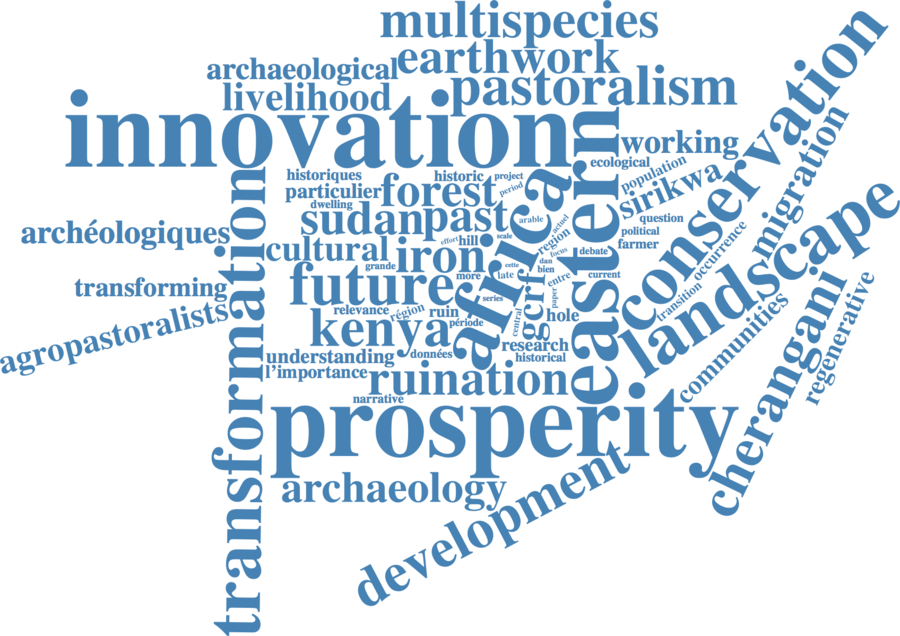 multispecies
earthwork
archaeological
pastoralism
livelihood
innovation
conservation
working
ecological
migration
population
sirikwa
historiques
historic
project
particulier
forest
period
dwelling
sudan
past
arable
africa
eastern
question
political
farmer
archéologiques
cultural
iron
effort
hill
scale
actuel
region
focus
debate
occurrence
landscape
grande
more
cette
late
dan
bien
entre
current
transforming
future
series
paper
transition
relevance
région
ruin
central
gcrf
hole
agropastoralists
kenya
période
communities
cherangani
regenerative
understanding
données
research
historical
l’importance
ruination
narrative
prosperity
transformation
archaeology
development